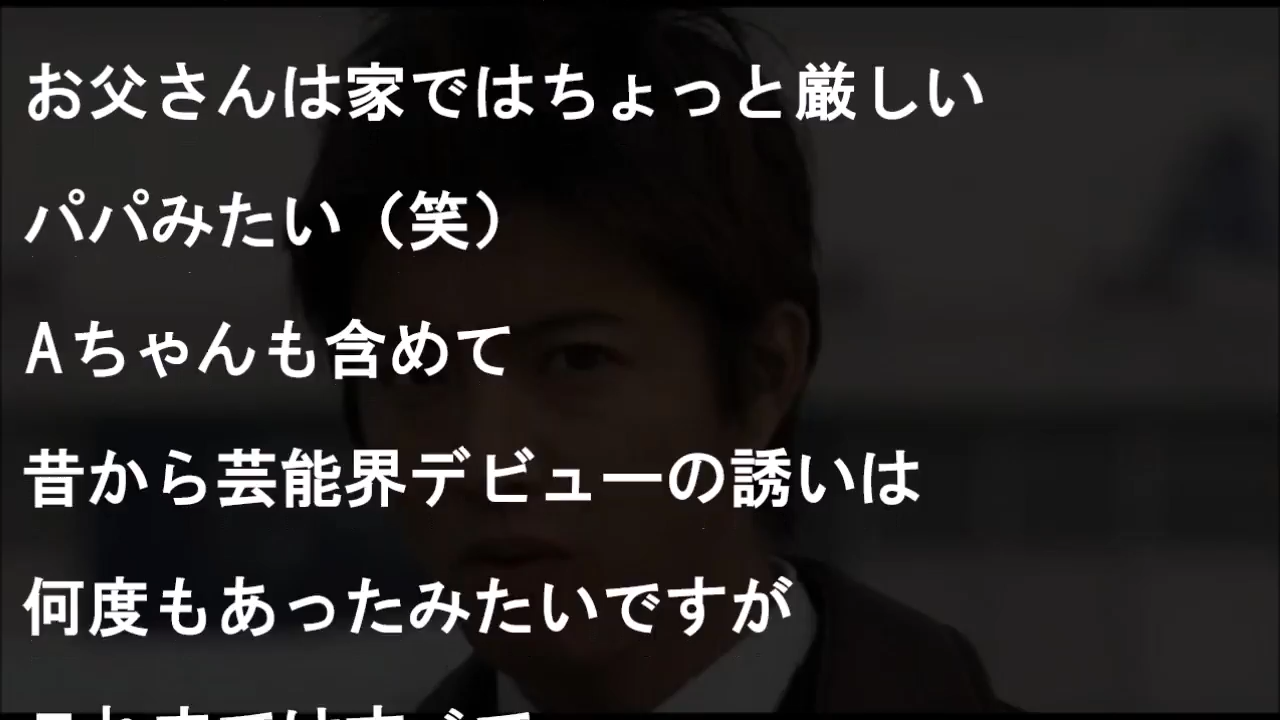 お父さんは家ではちょっと厳しい
パパみたい（笑）
Aちゃんも含めて
昔から芸能界デビューの誘いは
何度もあったみたいですが